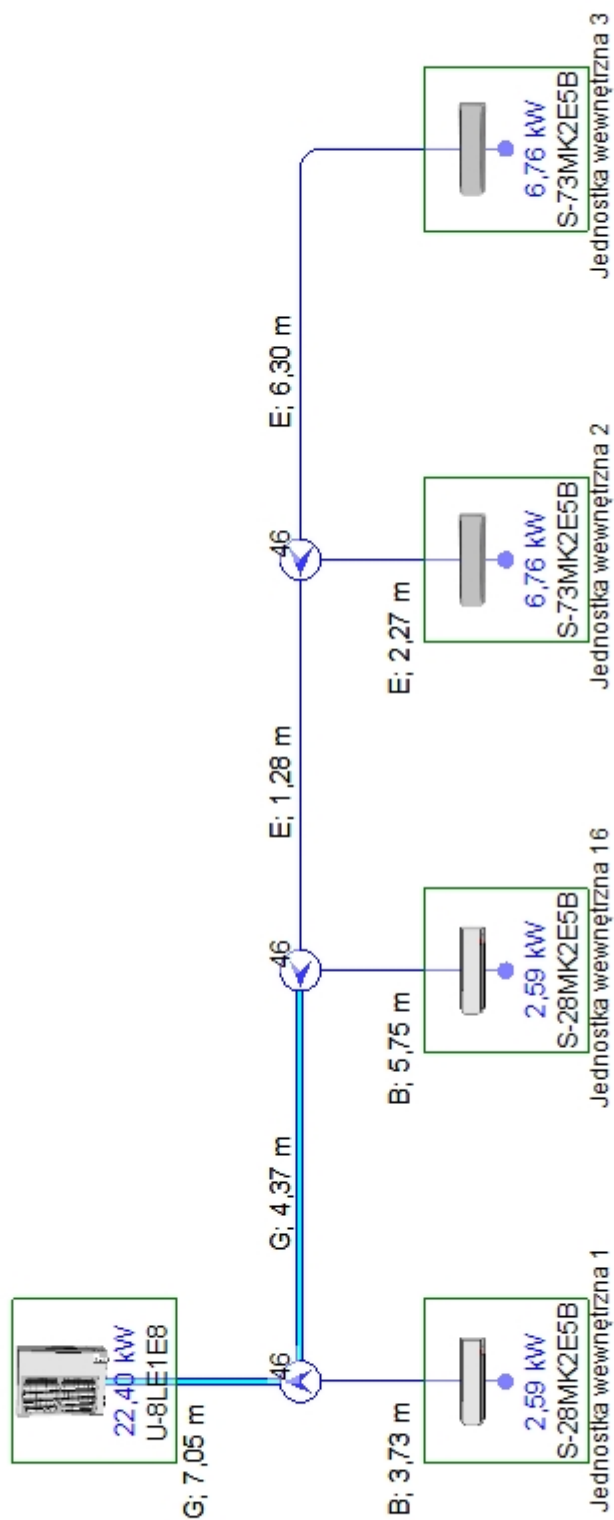 22,40 kW
U-8LE1E8
G; 7,05 m
46
G; 4,37 m
46
E; 1,28 m
46
E; 6,30 m
B; 3,73 m
2,59 kW
S-28MK2E5B
Jednostka wewnętrzna 1
B; 5,75 m
2,59 kW
S-28MK2E5B
Jednostka wewnętrzna 16
E; 2,27 m
6,76 kW
S-73MK2E5B
Jednostka wewnętrzna 2
6,76 kW
S-73MK2E5B
Jednostka wewnętrzna 3